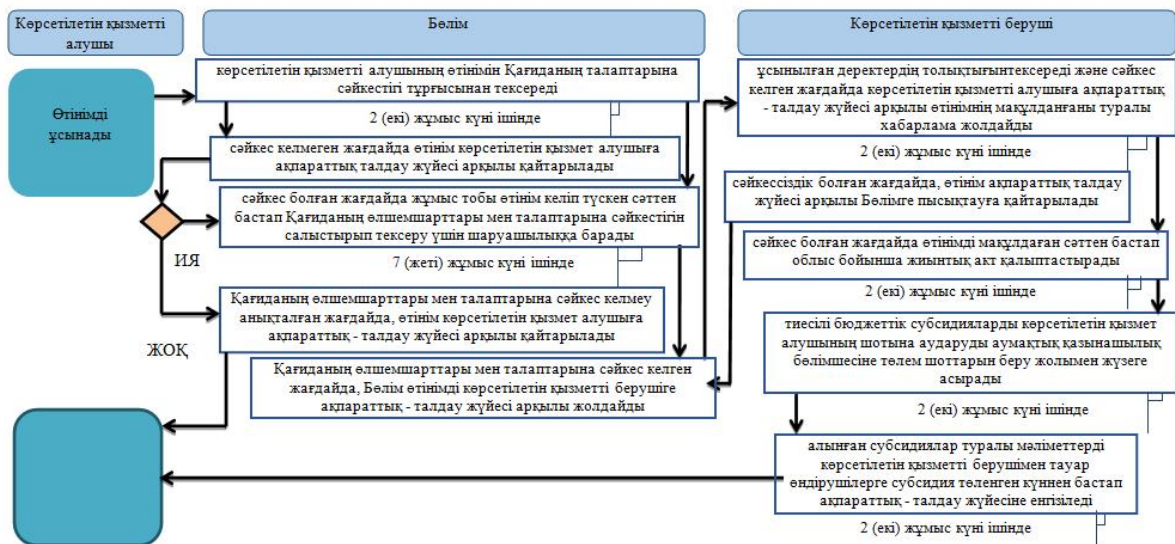 Көрсетілетін қызметті
алушы
Бөлім
Көрсетілетін қызметті беруші
Өтінімді
ұсынады
көрсетілетін қызметті алушының өтінімін Қағиданың талаптарына
сәйкестігі тұрғысынан тексереді
2 (екі) жұмыс күні ішінде
сәйкес келмеген жағдайда өтінім көрсетілетін қызмет алушыға
ақпараттық талдау жүйесі арқылы қайтарылады
сәйкес болған жағдайда жұмыс тобы өтінім келіп түскен сәттен
бастап Қағиданың өлшемшарттары мен талаптарына сәйкестігін
салыстырып тексеру үшін шаруашылыққа барады
ИЯ
7 (жеті) жұмыс күні ішінде
Қағиданың өлшемшарттары мен талаптарына сәйкес келмеу
анықталған жағдайда, өтінім көрсетілетін қызмет алушыға
ақпараттық - талдау жүйесі арқылы қайтарылады
ЖОҚ
Қағиданың өлшемшарттары мен талаптарына сәйкес келген
жағдайда, Бөлім өтінімді көрсетілетін қызметті берушіге
ақпараттық - талдау жүйесі арқылы жолдайды
ұсынылған деректердің толықтығынтексереді және сәйкес
келген жағдайда көрсетілетін қызметті алушыға ақпараттық
- талдау жүйесі арқылы өтінімнің мақұлданғаны туралы
хабарлама жолдайды
2 (екі) жұмыс күні ішінде
сәйкессіздік болған жағдайда, өтінім ақпараттық талдау
жүйесі арқылы Бөлімге пысықтауға қайтарылады
сәйкес болған жағдайда өтінімді мақұлдаған сәттен бастап
облыс бойынша жиынтық акт қалыптастырады
2 (екі) жұмыс күні ішінде
тиесілі бюджеттік субсидияларды көрсетілетін қызмет
алушының шотына аударуды аумақтық қазынашылық
бөлімшесіне төлем шоттарын беру жолымен жүзеге
асырады
2 (екі) жұмыс күні ішінде
алынған субсидиялар туралы мәліметтерді
көрсетілетін қызметті берушімен тауар
өндірушілерге субсидия төленген күннен бастап
ақпараттық - талдау жүйесіне енгізіледі
2 (екі) жұмыс күні ішінде